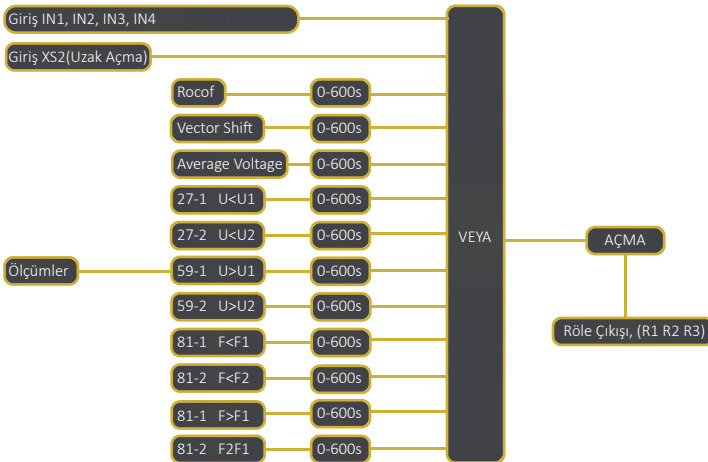 Giriş IN1, IN2, IN3, IN4
Giriş XS2(Uzak Açma)
Rocof 0-600s
Vector Shift 0-600s
Average Voltage 0-600s
27-1 U<U1 0-600s
27-2 U<U2 0-600s
VEYA
AÇMA
Ölçümler
59-1 U>U1 0-600s
59-2 U>U2 0-600s
Röle Çıkışı, (R1 R2 R3)
81-1 F<F1 0-600s
81-2 F<F2 0-600s
81-1 F>F1 0-600s
81-2 F2F1 0-600s